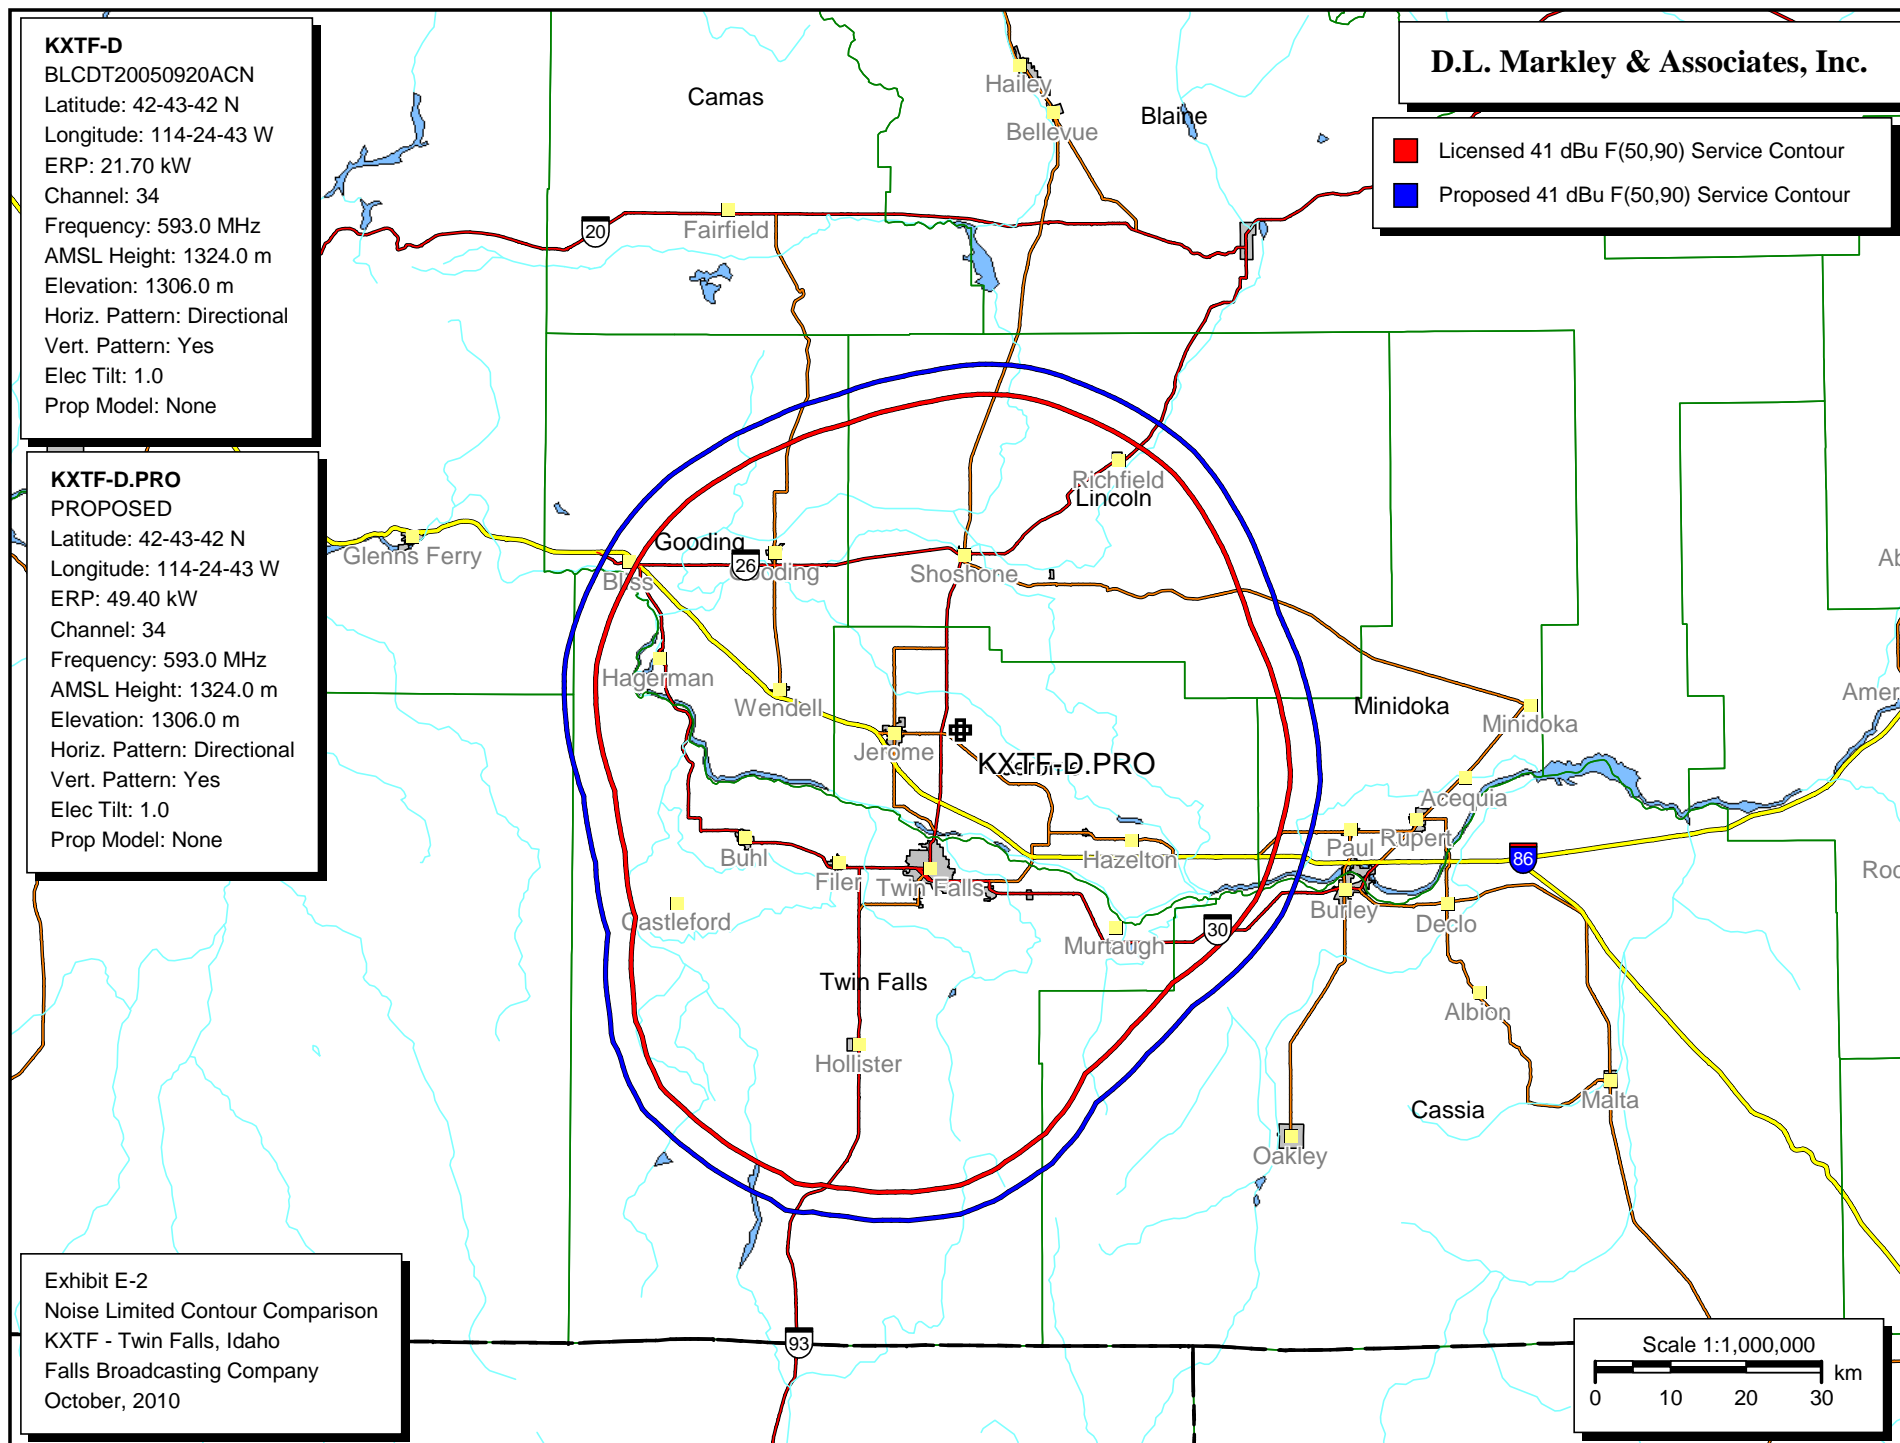 KXTF-D
BLCDT20050920ACN
Latitude: 42-43-42 N
Longitude: 114-24-43 W
ERP: 21.70 kW
Channel: 34
Frequency: 593.0 MHz
AMSL Height: 1324.0 m
Elevation: 1306.0 m
Horiz. Pattern: Directional
Vert. Pattern: Yes
Elec Tilt: 1.0
Prop Model: None
KXTF-D.PRO
PROPOSED
Latitude: 42-43-42 N
Longitude: 114-24-43 W
ERP: 49.40 kW
Channel: 34
Frequency: 593.0 MHz
AMSL Height: 1324.0 m
Elevation: 1306.0 m
Horiz. Pattern: Directional
Vert. Pattern: Yes
Elec Tilt: 1.0
Prop Model: None
D.L. Markley & Associates, Inc.
Licensed 41 dBu F(50,90) Service Contour
Proposed 41 dBu F(50,90) Service Contour
Camas
Hailey
Bellevue
Blaine
20
Fairfield
Richfield
Lincoln
Glenns Ferry
Gooding
26
Gooding
Bliss
Shoshone
Hagerman
Wendell
Jerome
KXTF-D.PRO
Minidoka
Minidoka
Acequia
Rupert
Paul
86
Buhl
Filer
Twin Falls
Hazelton
Castleford
Murtaugh
30
Burley
Declo
Twin Falls
Albion
Hollister
Malta
Cassia
Oakley
93
Ab
Amer
Roc
Exhibit E-2
Noise Limited Contour Comparison
KXTF - Twin Falls, Idaho
Falls Broadcasting Company
October, 2010
Scale 1:1,000,000
km
0 10 20 30